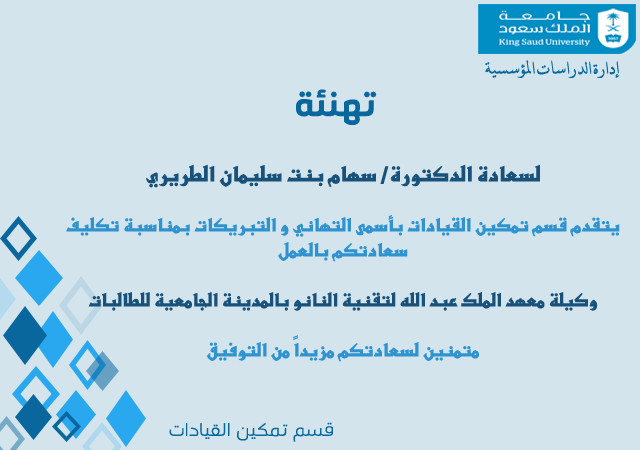 جامعة
الملك سعود
King Saud University
إدارة الدراسات المؤسسية
تهنئة
لسعادة الدكتورة/ سهام بنت سليمان الطريري
يتقدم قسم تمكين القيادات بأسمى التهاني و التبريكات بمناسبة تكليف
سعادتكم بالعمل
وكيلة معهد الملك عبد الله لتقنية النانو بالمدينة الجامعية للطالبات
متمنين لسعادتكم مزيداً من التوفيق
قسم تمكين القيادات